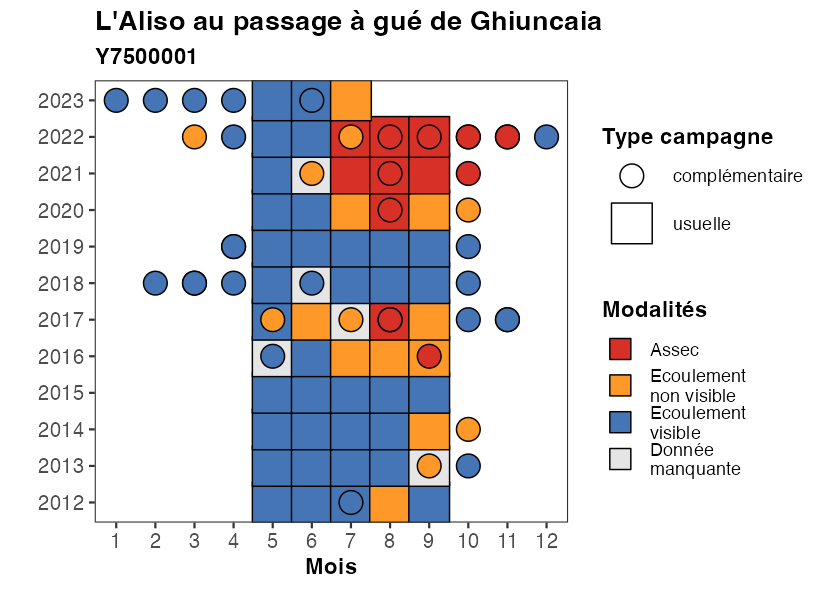 L'Aliso au passage à gué de Ghiuncaia
Y7500001
2023
2022
2021
2020
2019
2018
2017
2016
2015
2014
2013
2012
1 2 3 4 5 6 7 8 9 10 11 12
Mois
Type campagne
complémentaire
usuelle
Modalités
Assec
Ecoulement
non visible
Ecoulement
visible
Donnée
manquante